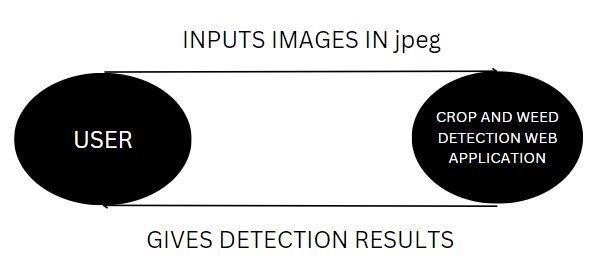 INPUTS IMAGES IN jpeg
USER
CROP AND WEED
DETECTION WEB
APPLICATION
GIVES DETECTION RESULTS